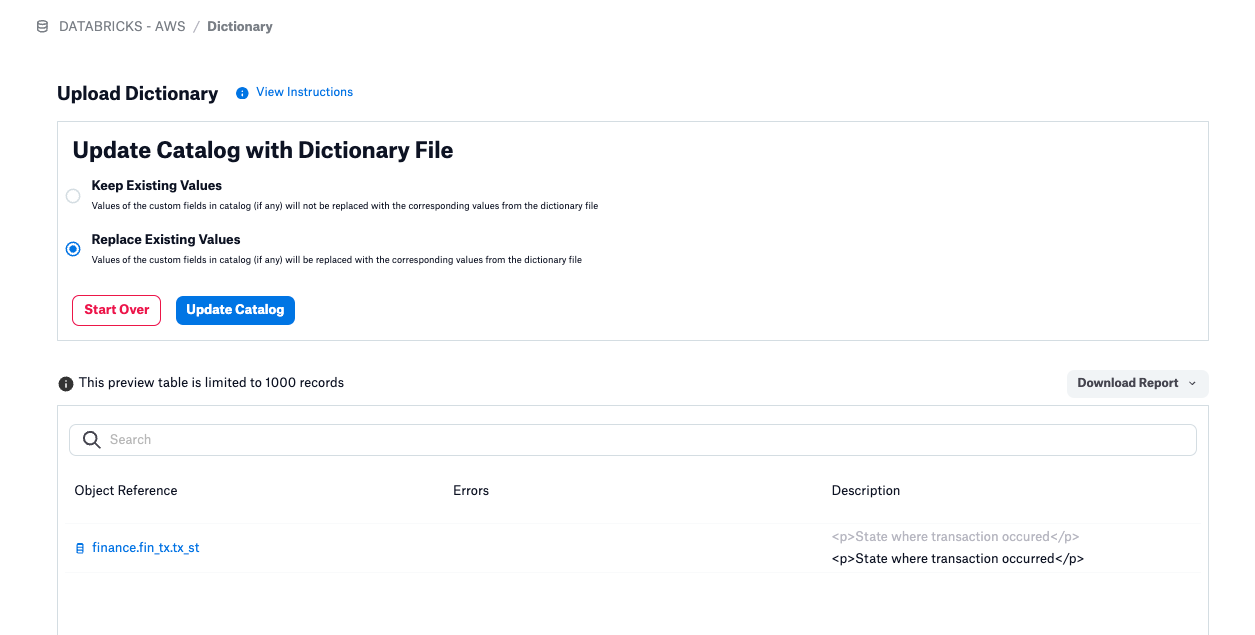 DATABRICKS - AWS / Dictionary
Upload Dictionary View Instructions
Update Catalog with Dictionary File
Keep Existing Values
Values of the custom fields in catalog (if any) will not be replaced with the corresponding values from the dictionary file
Replace Existing Values
Values of the custom fields in catalog (if any) will be replaced with the corresponding values from the dictionary file
Start Over Update Catalog
This preview table is limited to 1000 records Download Report
Search
Object Reference Errors Description
finance.fin_tx.tx_st <p>State where transaction occured</p>
<p>State where transaction occurred</p>